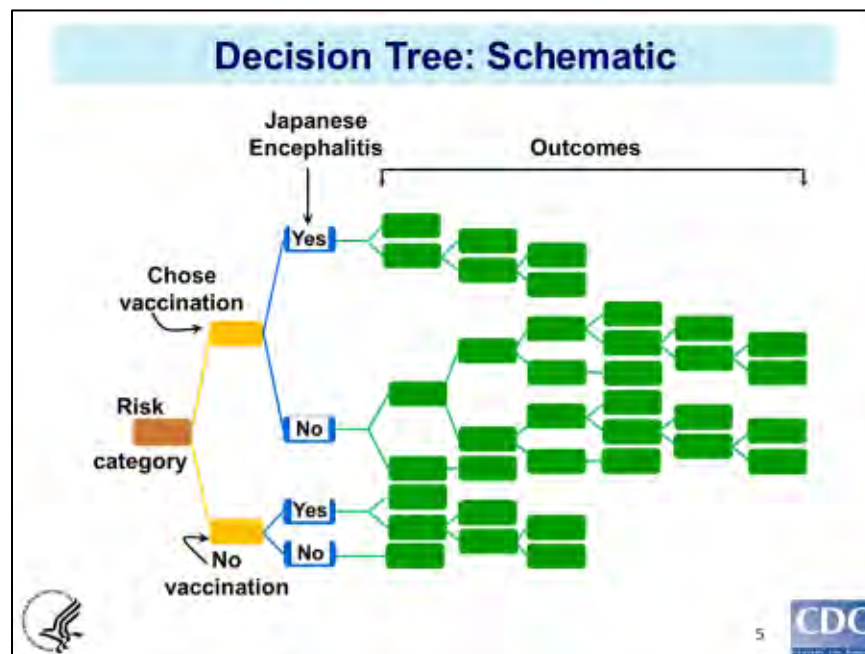 Decision Tree: Schematic
Japanese
Encephalitis
Outcomes
Yes
Chose
vaccination
Risk
category
No
Yes
No
No
vaccination
5
CDC